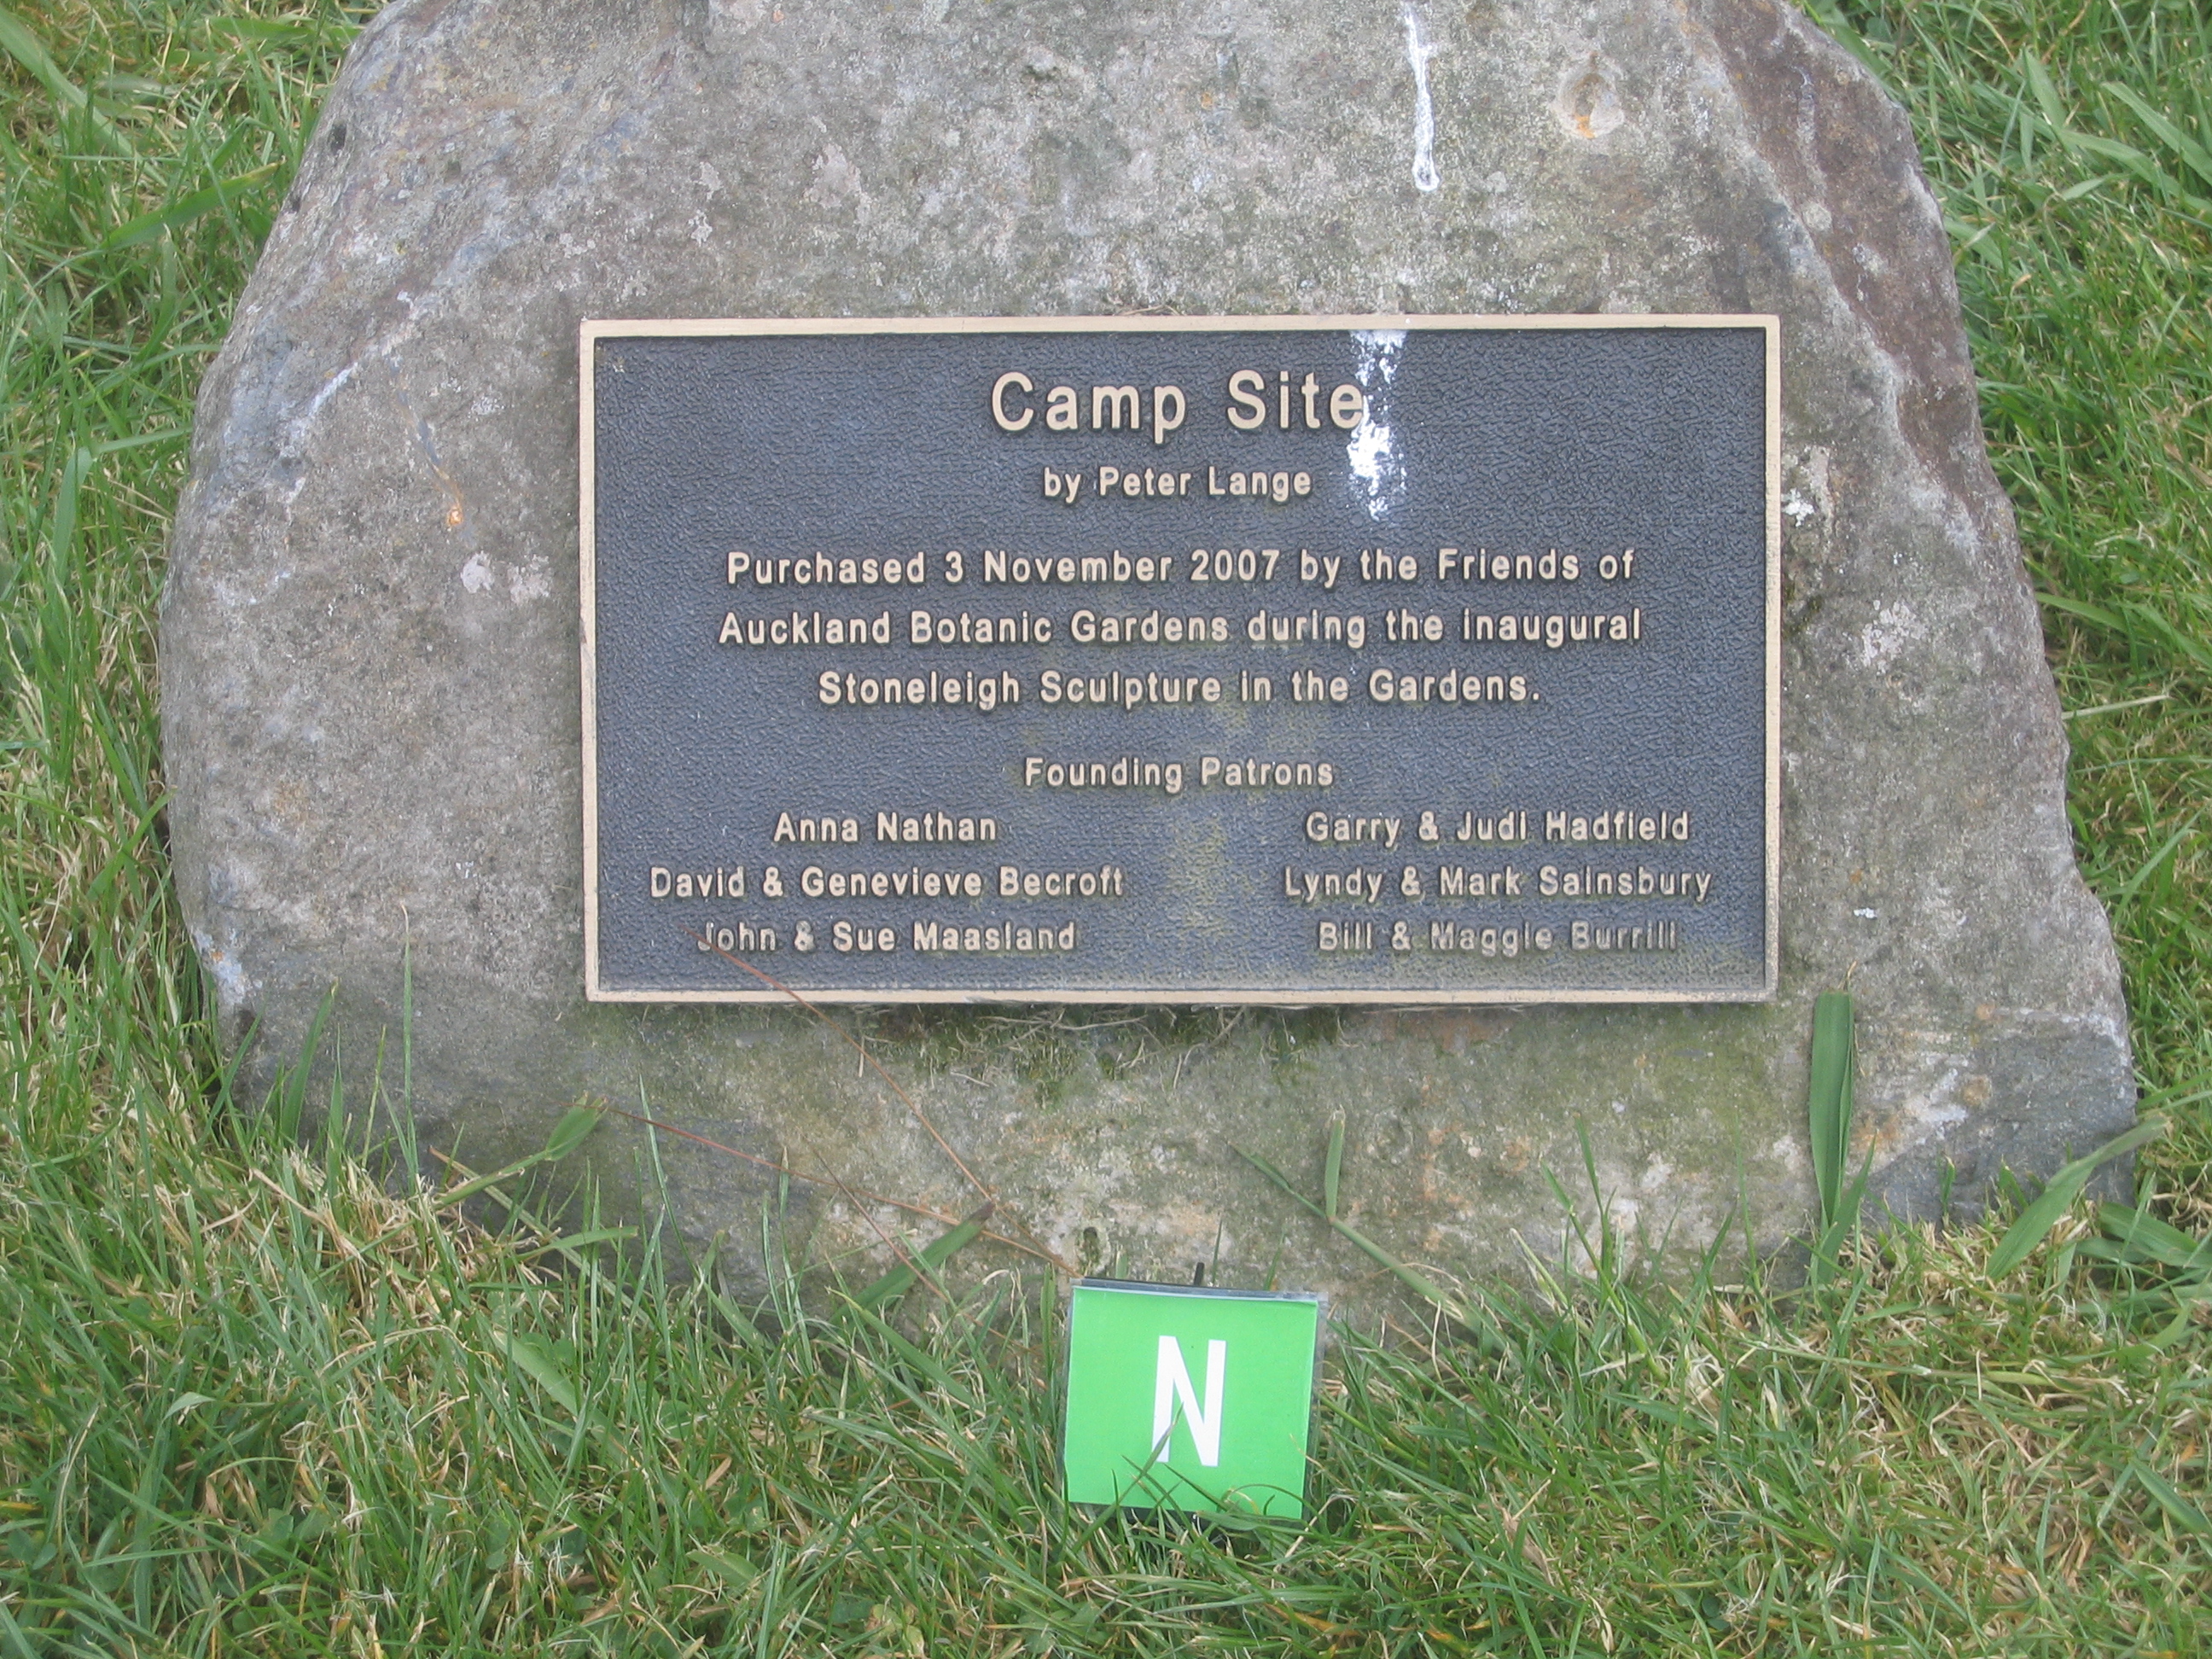 Camp Site
by Peter Lange
Purchased 3 November 2007 by the Friends of
Auckland Botanic Gardens during the inaugural
Stoneleigh Sculpture in the Gardens.
Founding Patrons
Anna Nathan
Garry & Judi Hadfield
David & Genevieve Becroft
Lyndy & Mark Sainsbury
John & Sue Maasland
Bill & Maggie Burrill
N